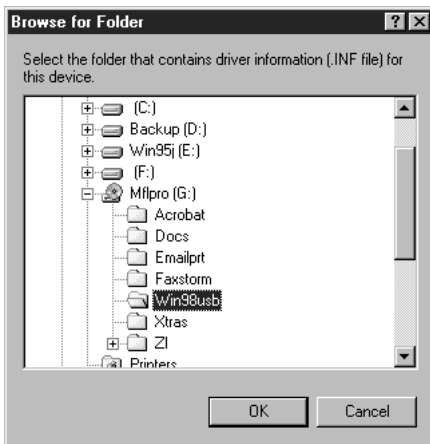 Browse for Folder
Select the folder that contains driver information (.INF file) for
this device.
(C:)
Backup (D:)
Win95j (E:)
(F:)
Mflpro (G:)
Acrobat
Docs
Emailprt
Faxstorm
Win98usb
Xtras
ZI
Printers
OK Cancel